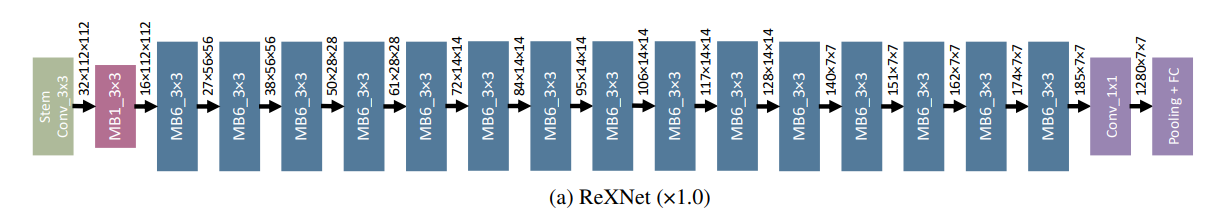 Stem
Conv_3x3
32×112×112
MB1_3×3
16×112×112
MB6_3×3
27×56×56
MB6_3×3
38×56×56
MB6_3×3
50×28×28
MB6_3×3
61×28×28
MB6_3×3
72×14×14
MB6_3×3
84×14×14
MB6_3×3
95×14×14
MB6_3×3
106×14×14
MB6_3×3
117×14×14
MB6_3×3
128×14×14
MB6_3×3
140×7×7
MB6_3×3
151×7×7
MB6_3×3
162×7×7
MB6_3×3
174×7×7
MB6_3×3
185×7×7
Conv_1x1
1280×7×7
Pooling + FC
(a) ReXNet (×1.0)